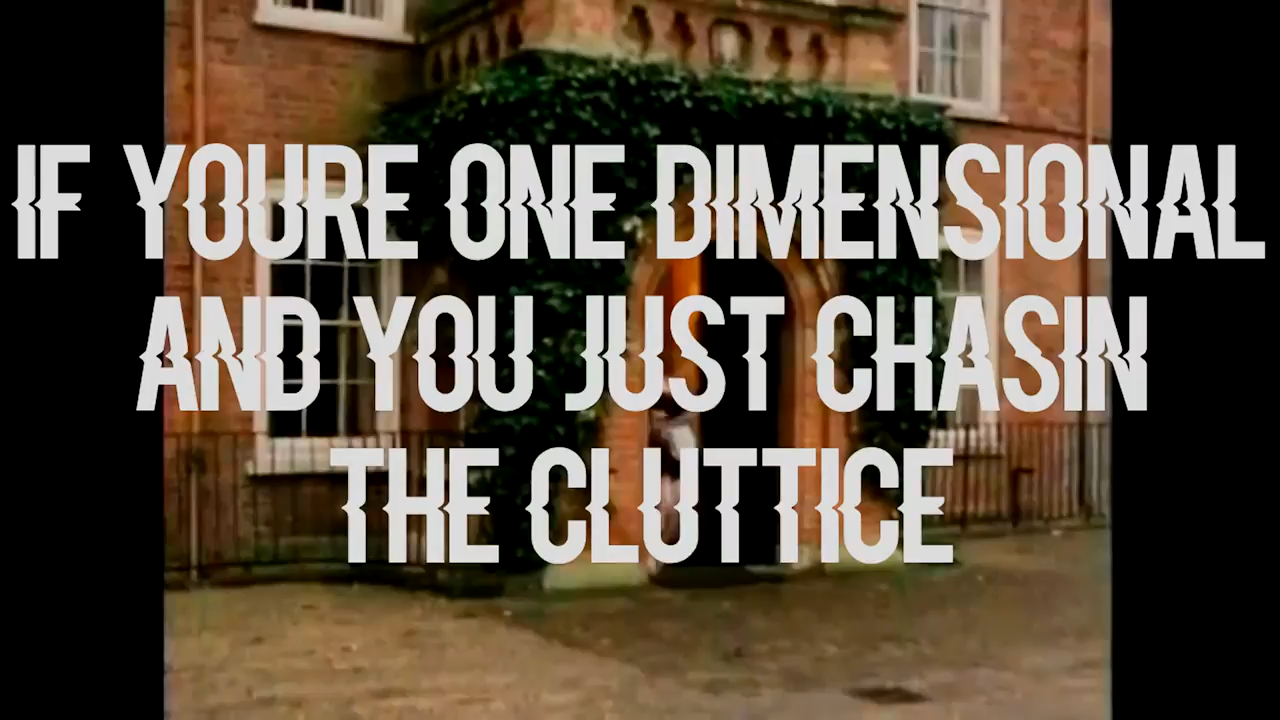 IF YOURE ONE DIMENSIONAL
AND YOU JUST CHASIN
THE CLUTTICE